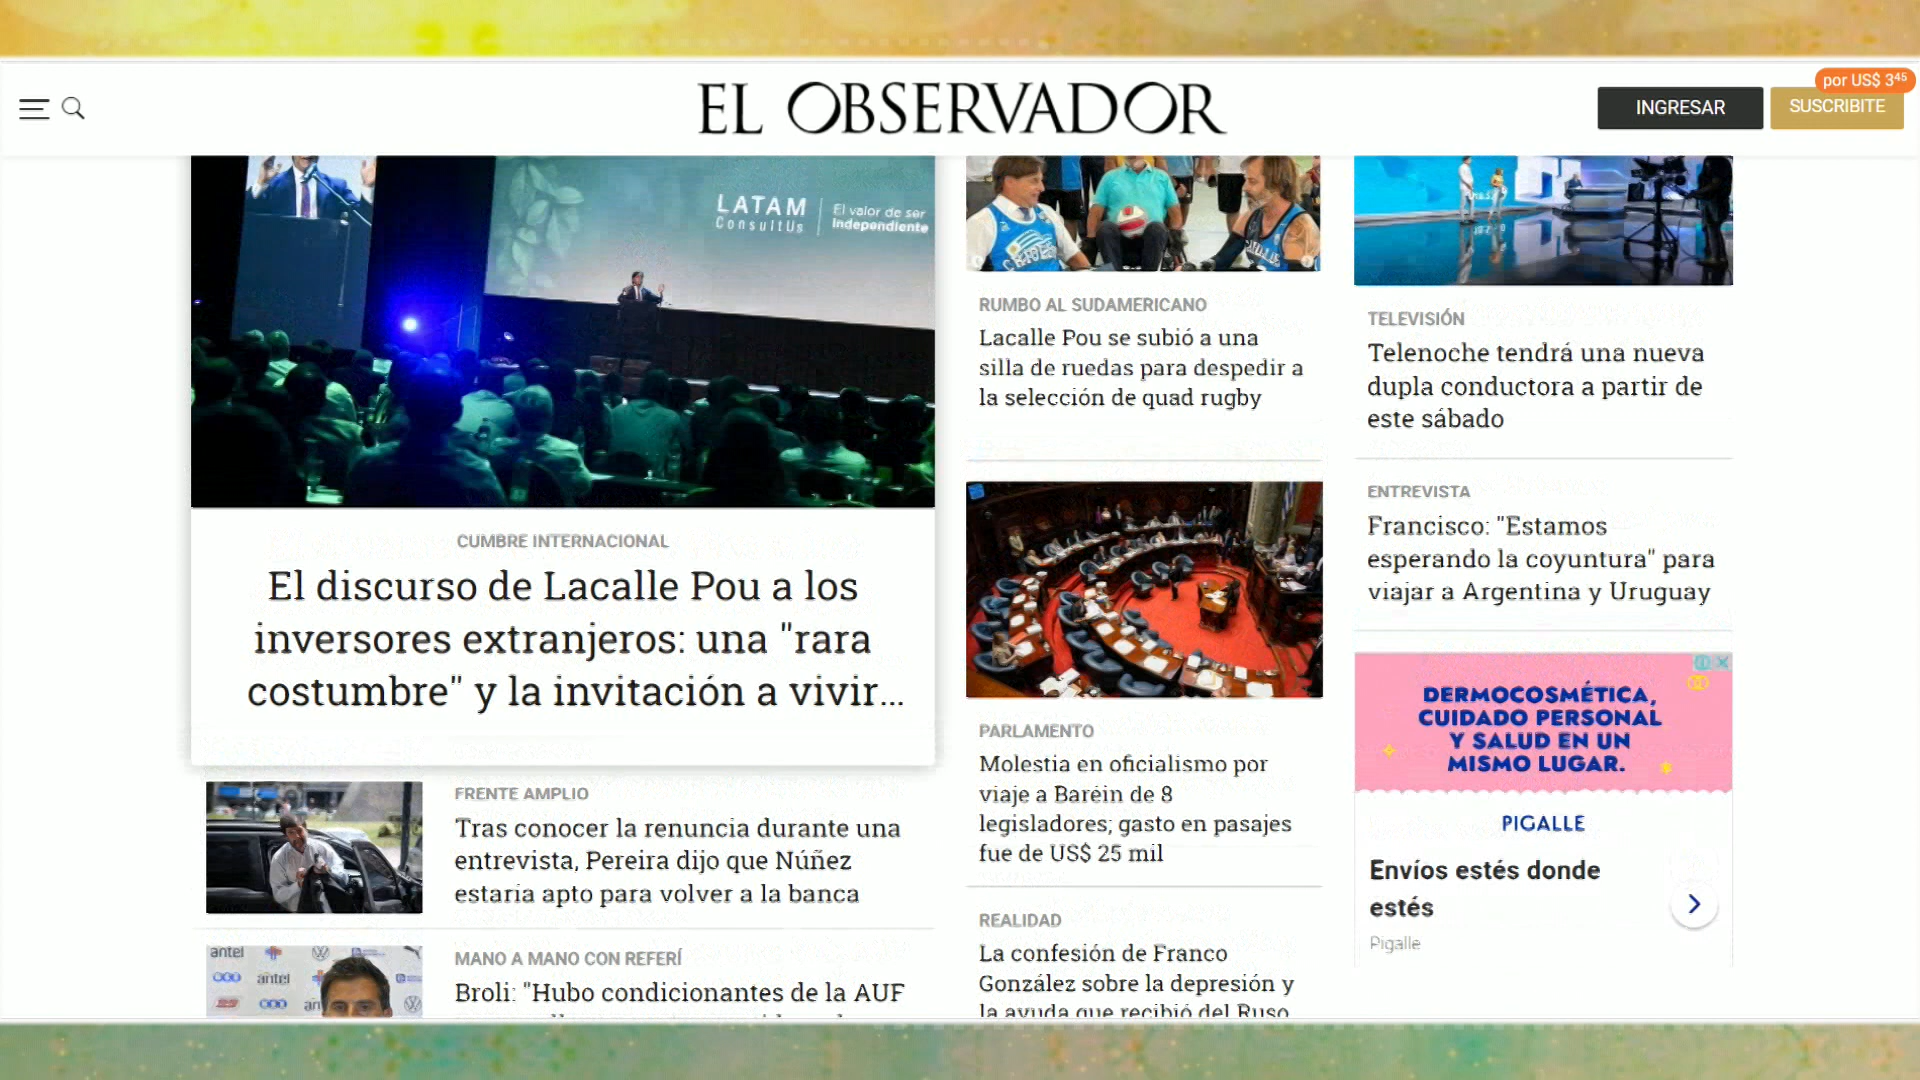 EL OBSERVADOR
INGRESAR
por US$ 3⁴⁵
SUSCRIBITE
LATAM
ConsultUs
El valor de ser
Independiente
CUMBRE INTERNACIONAL
El discurso de Lacalle Pou a los
inversores extranjeros: una "rara
costumbre" y la invitación a vivir...
FRENTE AMPLIO
Tras conocer la renuncia durante una
entrevista, Pereira dijo que Núñez
estaría apto para volver a la banca
antel
antel
MANO A MANO CON REFERÍ
Broli: "Hubo condicionantes de la AUF
RUMBO AL SUDAMERICANO
Lacalle Pou se subió a una
silla de ruedas para despedir a
la selección de quad rugby
PARLAMENTO
Molestia en oficialismo por
viaje a Baréin de 8
legisladores; gasto en pasajes
fue de US$ 25 mil
REALIDAD
La confesión de Franco
González sobre la depresión y
la ayuda que recibió del Ruso
TELEVISIÓN
Telenoche tendrá una nueva
dupla conductora a partir de
este sábado
ENTREVISTA
Francisco: "Estamos
esperando la coyuntura" para
viajar a Argentina y Uruguay
DERMOCOSMÉTICA,
CUIDADO PERSONAL
Y SALUD EN UN
MISMO LUGAR.
PIGALLE
Envíos estés donde
estés
Pigalle